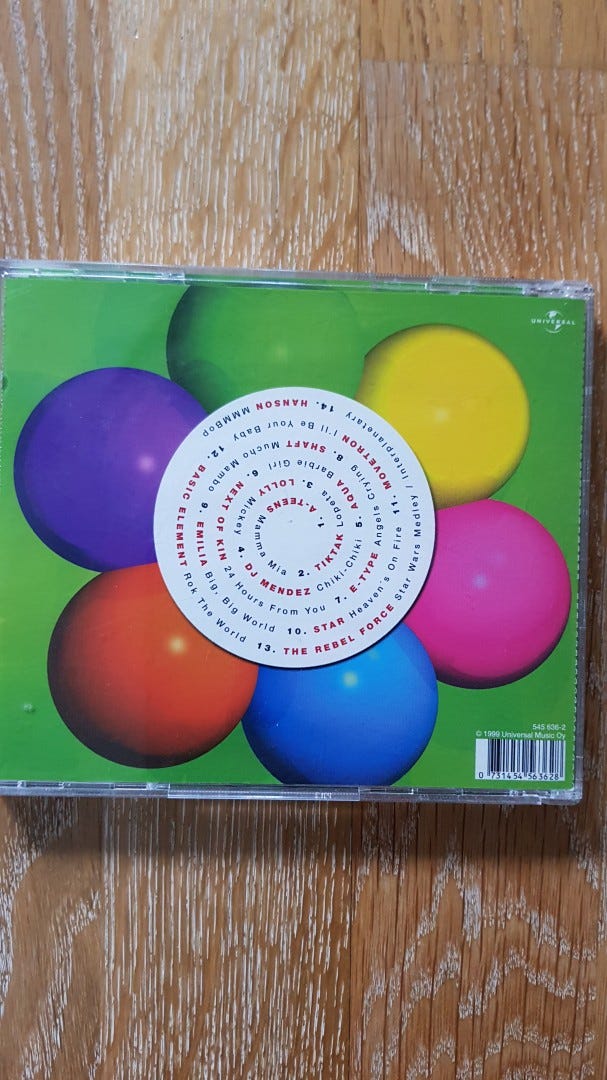 UNIVERSAL
1. A-TEENS Mamma Mia
2. TIKTAK Lopeta
3. LOLLY Mickey
4. DJ MENDEZ Chiki-Chiki
5. AQUA Barbie Girl
6. NEXT OF KIN 24 Hours From You
7. E-TYPE Angels Crying
8. SHAFT Mucho Mambo
9. EMILIA Big, Big World
10. STAR Heaven's On Fire
11. MOVETRON I'll Be Your Baby
12. BASIC ELEMENT Rok The World
13. THE REBEL FORCE Star Wars Medley / Interplanetary
14. HANSON MMMBop
545 636-2
© 1999 Universal Music Oy
0 731454 563628